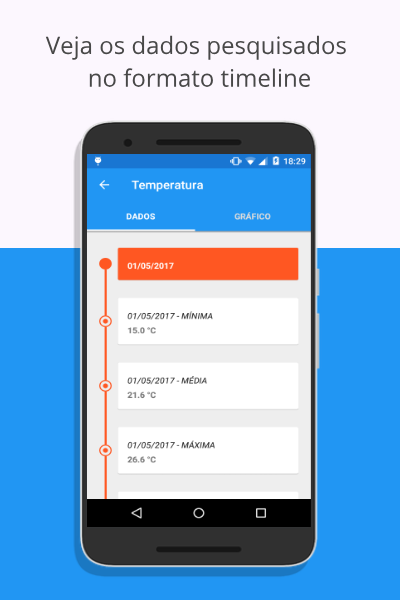 Veja os dados pesquisados
no formato timeline
18:29
Temperatura
DADOS
GRÁFICO
01/05/2017
01/05/2017 - MÍNIMA
15.0 °C
01/05/2017 - MÉDIA
21.6 °C
01/05/2017 - MÁXIMA
26.6 °C